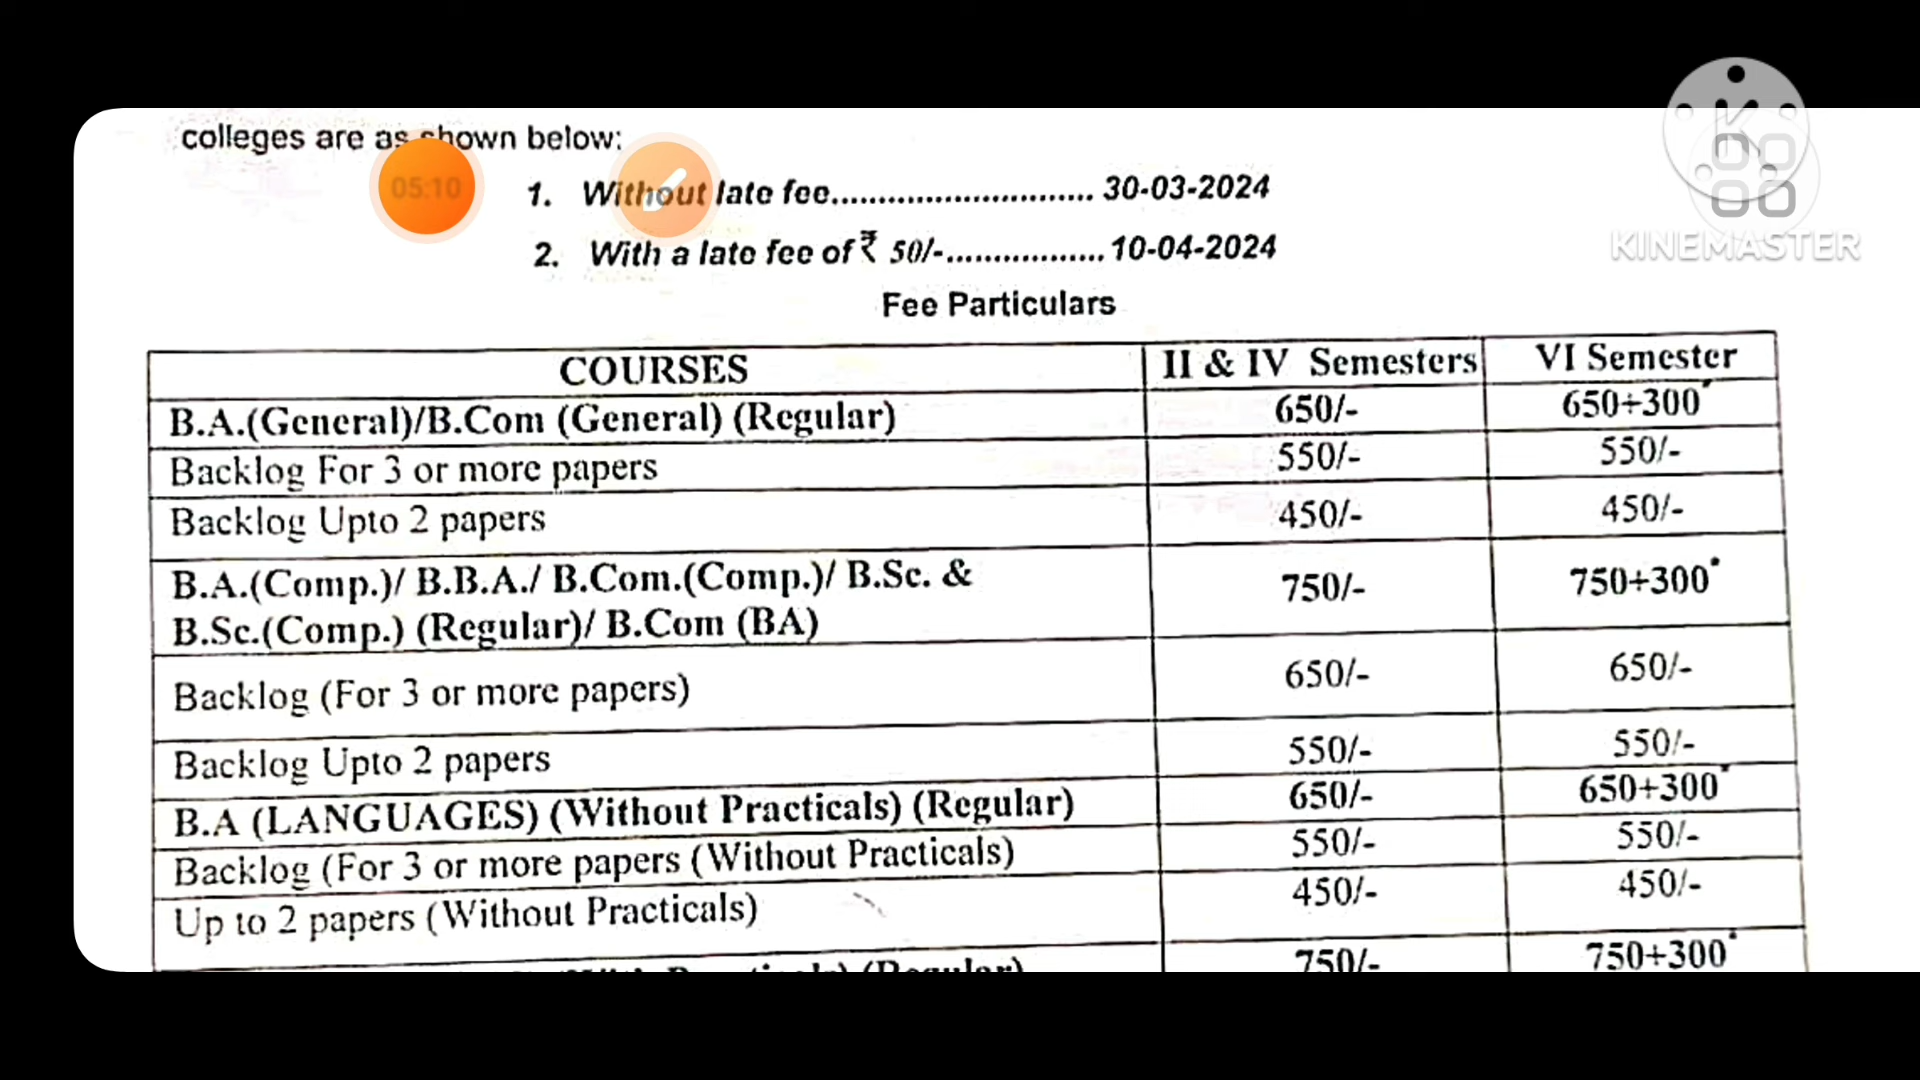 colleges are as shown below:
05:10
1. Without late fee............................ 30-03-2024
2. With a late fee of ₹ 50/-................. 10-04-2024
KINEMASTER
Fee Particulars
COURSES II & IV Semesters VI Semester
B.A.(General)/B.Com (General) (Regular) 650/- 650+300*
Backlog For 3 or more papers 550/- 550/-
Backlog Upto 2 papers 450/- 450/-
B.A.(Comp.)/ B.B.A./ B.Com.(Comp.)/ B.Sc. & 750/- 750+300*
B.Sc.(Comp.) (Regular)/ B.Com (BA)
Backlog (For 3 or more papers) 650/- 650/-
Backlog Upto 2 papers 550/- 550/-
B.A (LANGUAGES) (Without Practicals) (Regular) 650/- 650+300*
Backlog (For 3 or more papers (Without Practicals) 550/- 550/-
Up to 2 papers (Without Practicals) 450/- 450/-
(Regular) 750/- 750+300*